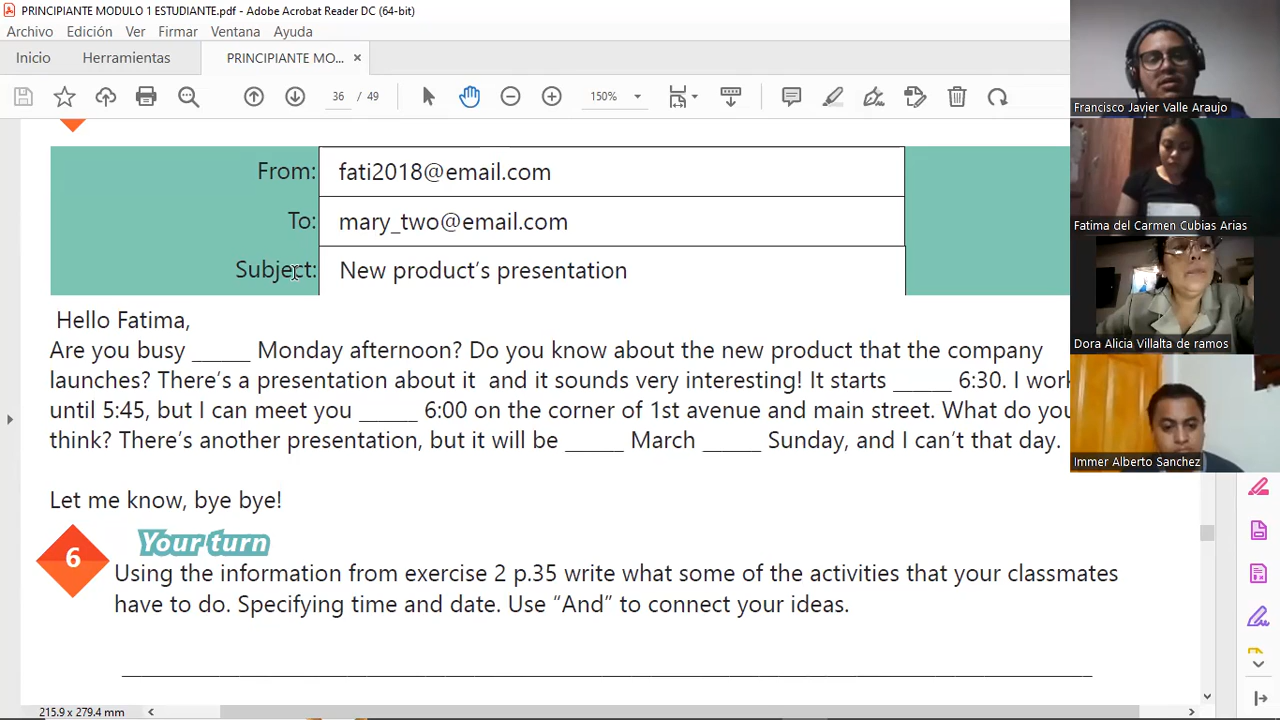 PRINCIPIANTE MODULO 1 ESTUDIANTE.pdf - Adobe Acrobat Reader DC (64-bit)
Archivo Edición Ver Firmar Ventana Ayuda
Inicio Herramientas PRINCIPIANTE MO... ×
36 / 49 150%
From: fati2018@email.com
To: mary_two@email.com
Subject: New product's presentation
Hello Fatima,
Are you busy _____ Monday afternoon? Do you know about the new product that the company
launches? There's a presentation about it and it sounds very interesting! It starts _____ 6:30. I work
until 5:45, but I can meet you _____ 6:00 on the corner of 1st avenue and main street. What do you
think? There's another presentation, but it will be _____ March _____ Sunday, and I can't that day.
Let me know, bye bye!
6 Your turn
Using the information from exercise 2 p.35 write what some of the activities that your classmates
have to do. Specifying time and date. Use “And” to connect your ideas.
215.9 x 279.4 mm
Francisco Javier Valle Araujo
Fatima del Carmen Cubias Arias
Dora Alicia Villalta de ramos
Immer Alberto Sanchez